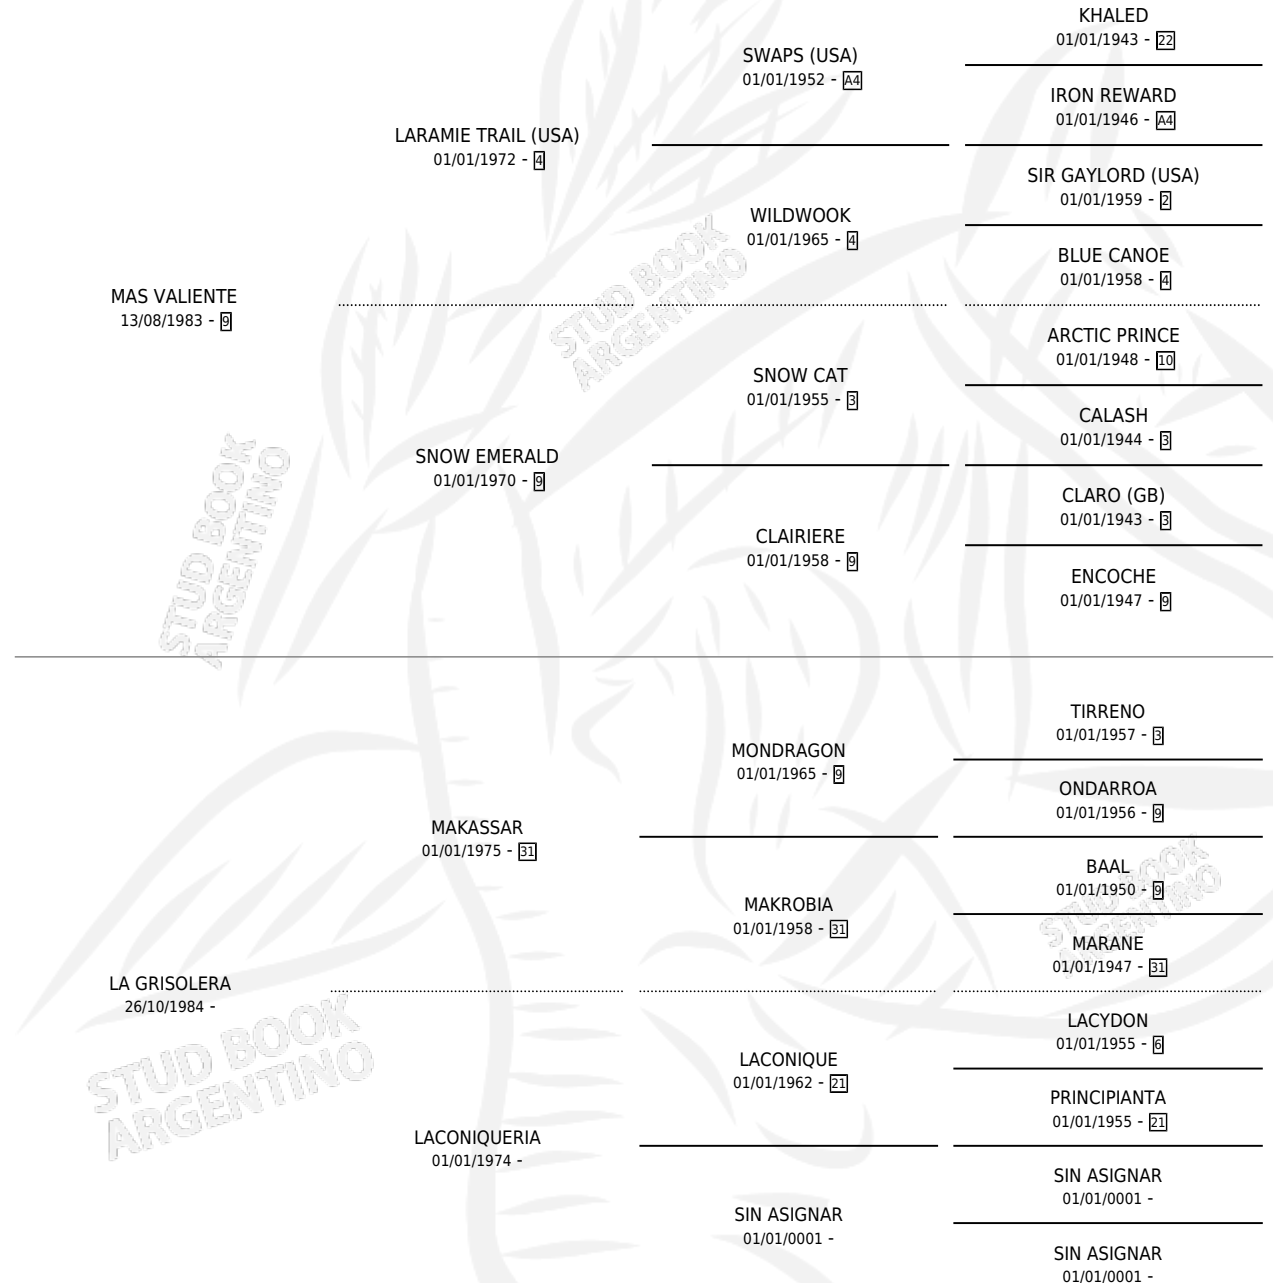 KHALED
01/01/1943 - 22
SWAPS (USA)
01/01/1952 - A4
IRON REWARD
01/01/1946 - A4
LARAMIE TRAIL (USA)
01/01/1972 - 4
SIR GAYLORD (USA)
01/01/1959 - 2
WILDWOOK
01/01/1965 - 4
BLUE CANOE
01/01/1958 - 4
MAS VALIENTE
13/08/1983 - 9
ARCTIC PRINCE
01/01/1948 - 10
SNOW CAT
01/01/1955 - 3
CALASH
01/01/1944 - 3
SNOW EMERALD
01/01/1970 - 9
CLARO (GB)
01/01/1943 - 3
CLAIRIERE
01/01/1958 - 9
ENCOCHE
01/01/1947 - 9
TIRRENO
01/01/1957 - 3
MONDRAGON
01/01/1965 - 9
ONDARROA
01/01/1956 - 9
MAKASSAR
01/01/1975 - 31
BAAL
01/01/1950 - 9
MAKROBIA
01/01/1958 - 31
MARANE
01/01/1947 - 31
LA GRISOLERA
26/10/1984 -
LACYDON
01/01/1955 - 6
LACONIQUE
01/01/1962 - 21
PRINCIPIANTA
01/01/1955 - 21
LACONIQUERIA
01/01/1974 -
SIN ASIGNAR
01/01/0001 -
SIN ASIGNAR
01/01/0001 -
SIN ASIGNAR
01/01/0001 -
STUD BOOK
ARGENTINO
STUD BOOK
ARGENTINO
STUD BOOK
ARGENTINO
STUD BOOK
ARGENTINO